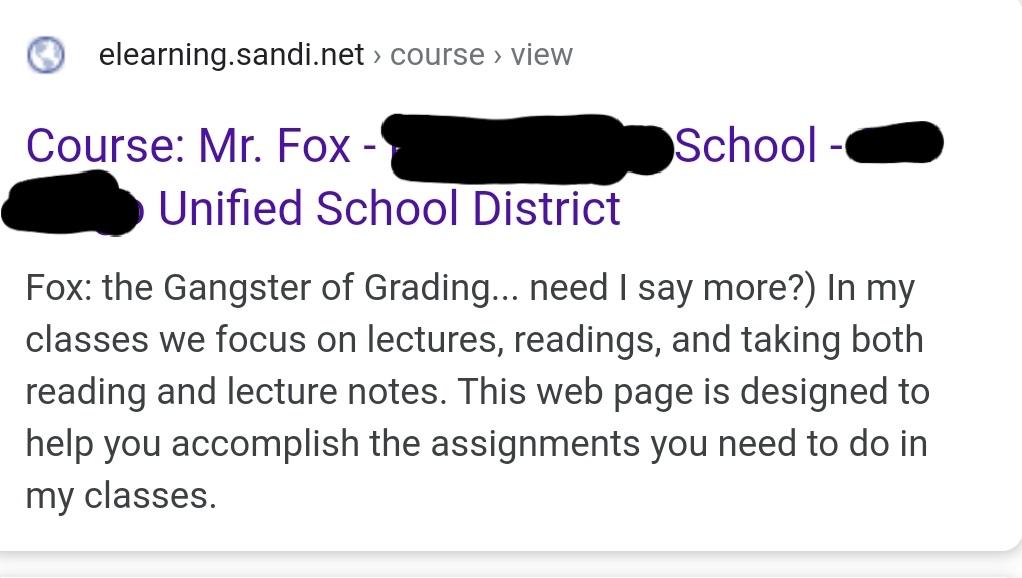 elearning.sandi.net › course › view
Course: Mr. Fox - School -
Unified School District
Fox: the Gangster of Grading... need I say more?) In my
classes we focus on lectures, readings, and taking both
reading and lecture notes. This web page is designed to
help you accomplish the assignments you need to do in
my classes.